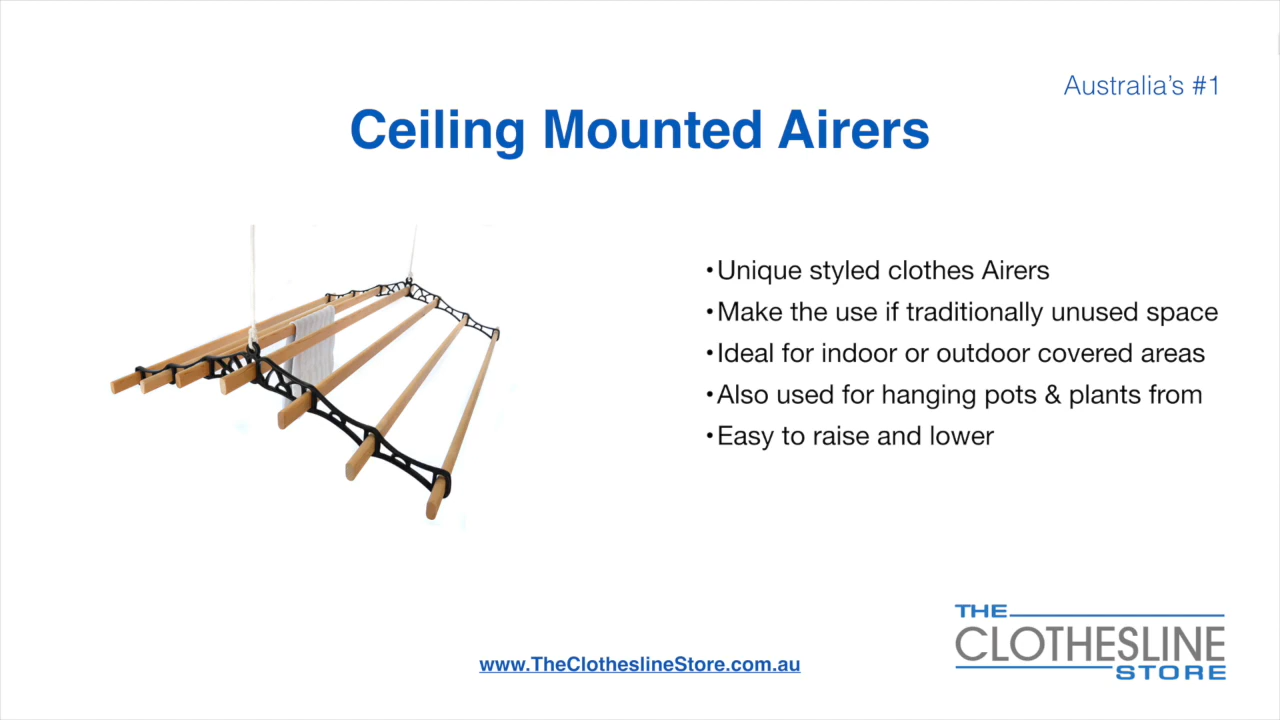 Australia's #1
Ceiling Mounted Airers
•Unique styled clothes Airers
•Make the use if traditionally unused space
•Ideal for indoor or outdoor covered areas
•Also used for hanging pots & plants from
•Easy to raise and lower
THE
CLOTHESLINE
STORE
www.TheClotheslineStore.com.au